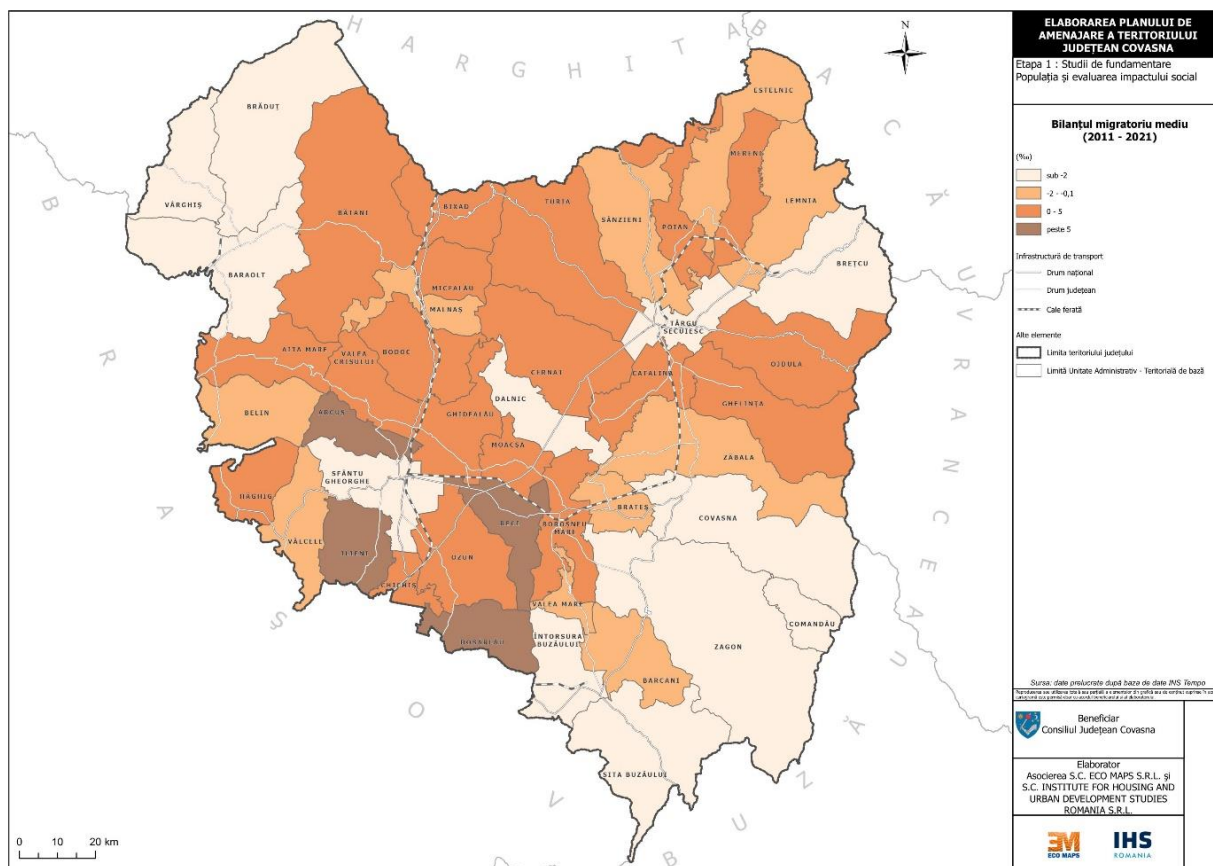 ELABORAREA PLANULUI DE
AMENAJARE A TERITORIULUI
JUDEȚEAN COVASNA
Etapa 1 : Studii de fundamentare
Populația și evaluarea impactului social
Bilanțul migratoriu mediu
(2011 - 2021)
(‰)
sub -2
-2 - -0,1
0 - 5
peste 5
Infrastructură de transport
Drum național
Drum județean
Cale ferată
Alte elemente
Limita teritoriului județului
Limită Unitate Administrativ - Teritorială de bază
Sursa: date prelucrate după baza de date INS Tempo
Beneficiar
Consiliul Județean Covasna
Elaborator
Asocierea S.C. ECO MAPS S.R.L. și
S.C. INSTITUTE FOR HOUSING AND
URBAN DEVELOPMENT STUDIES
ROMANIA S.R.L.
ECO MAPS
IHS
ROMANIA
HARGHITA
BACĂU
VRANCEA
BUZĂU
BRAȘOV
N
ESTELNIC
BRĂDUȚ
MERENI
LEMNIA
VÂRGHIȘ
BĂȚANI
BIXAD
TURIA
SÂNZIENI
POIAN
BARAOLT
BREȚCU
MICFALĂU
MALNAȘ
TÂRGU
SECUIESC
AITA MARE
VALEA
CRIȘULUI
BODOC
CERNAT
CATALINA
OJDULA
DALNIC
GHELINȚA
BELIN
ARCUȘ
GHIDFALĂU
MOACȘA
ZĂBALA
SFÂNTU
GHEORGHE
HĂGHIG
VÂLCELE
RECI
BOROȘNEU
MARE
BRATEȘ
COVASNA
ILIENI
UZUN
CHICHIȘ
VALEA MARE
DOBÂRLĂU
ÎNTORSURA
BUZĂULUI
BARCANI
ZAGON
COMANDĂU
SITA BUZĂULUI
0 10 20 km